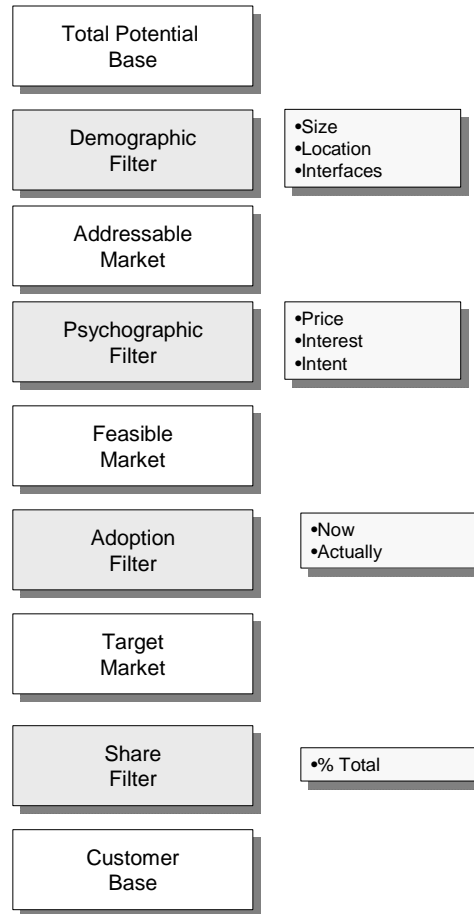 Total Potential
Base
Demographic
Filter
•Size
•Location
•Interfaces
Addressable
Market
Psychographic
Filter
•Price
•Interest
•Intent
Feasible
Market
Adoption
Filter
•Now
•Actually
Target
Market
Share
Filter
•% Total
Customer
Base